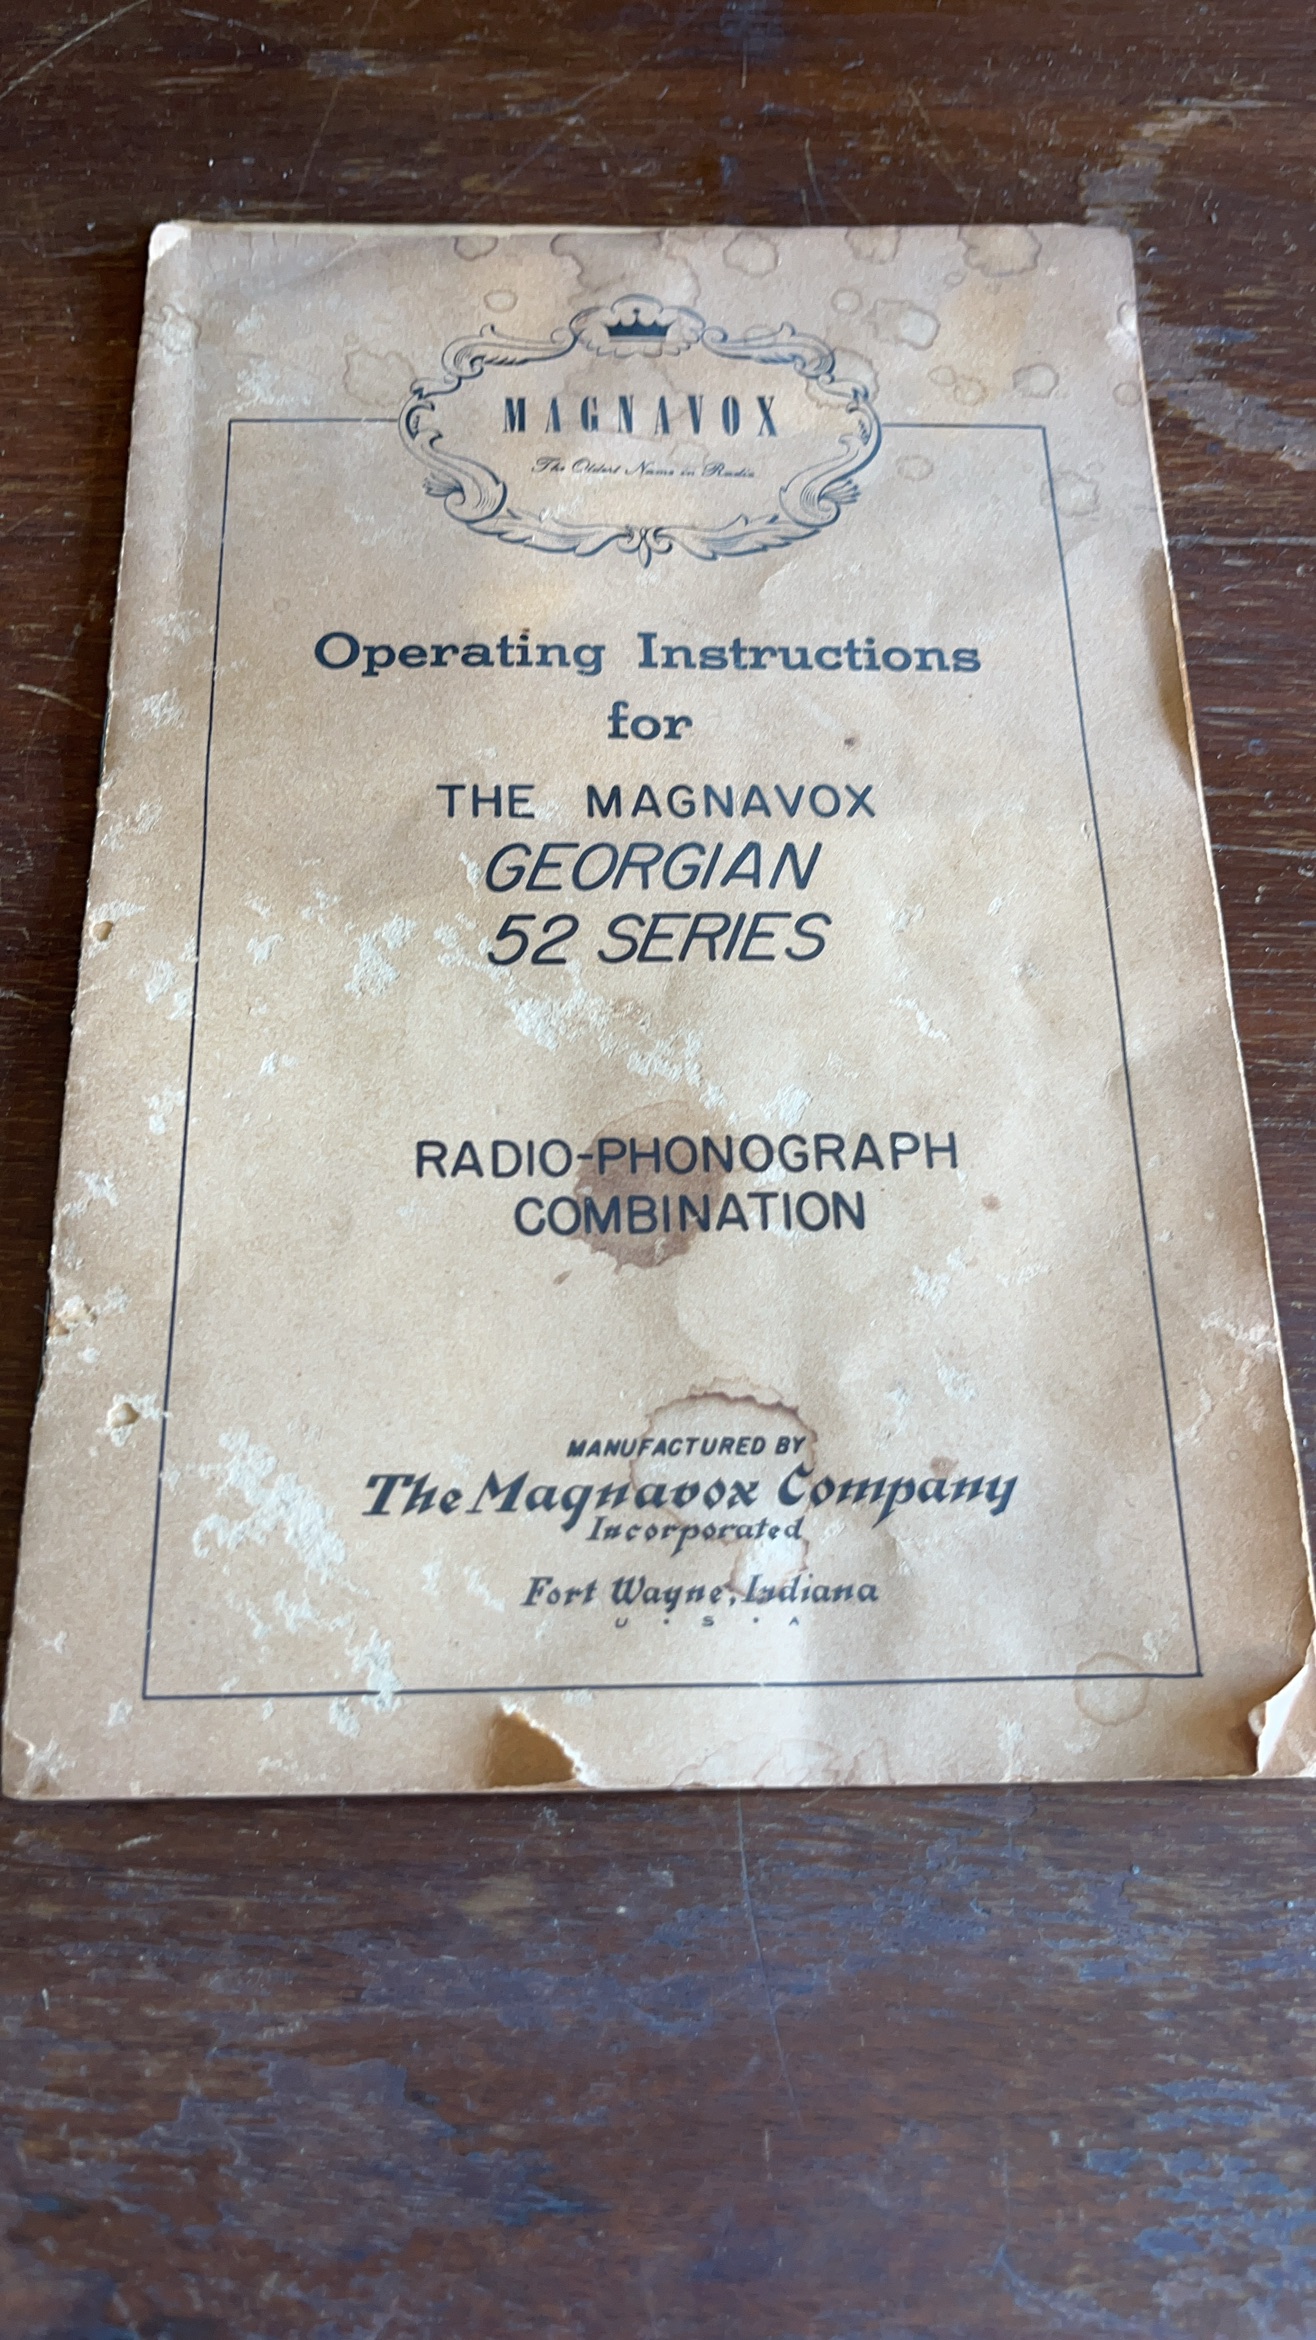 MAGNAVOX
The Oldest Name in Radio
Operating Instructions
for
THE MAGNAVOX
GEORGIAN
52 SERIES
RADIO-PHONOGRAPH
COMBINATION
MANUFACTURED BY
The Magnavox Company
Incorporated
Fort Wayne, Indiana
U · S · A